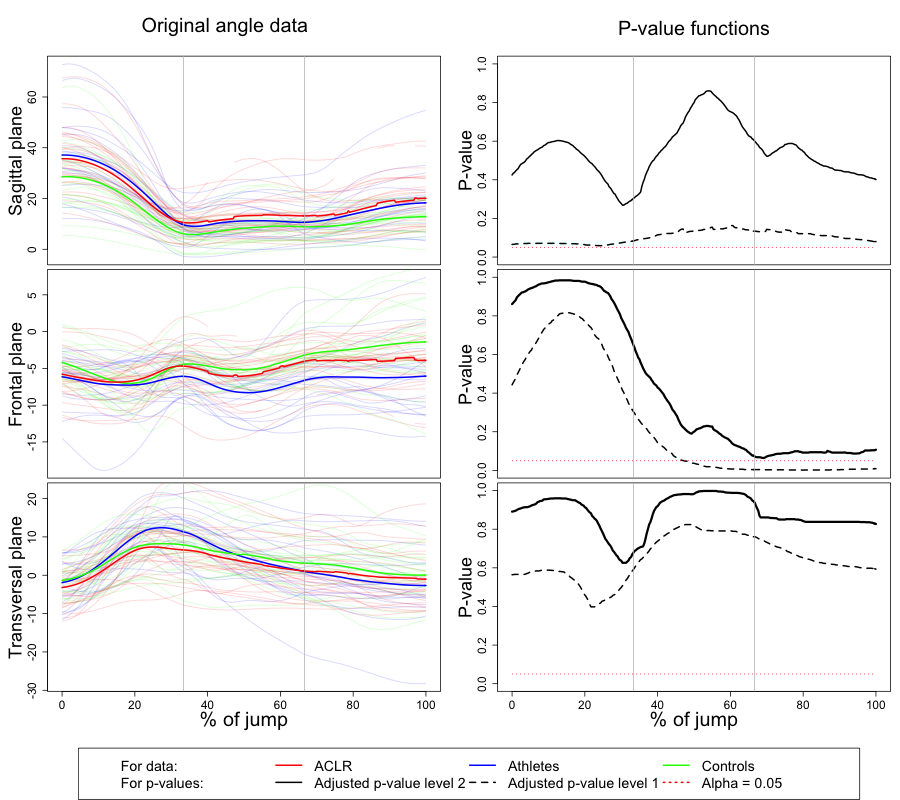 Original angle data
P-value functions
Sagittal plane
0 20 40 60
P-value
0.0 0.2 0.4 0.6 0.8 1.0
Frontal plane
-15 -10 -5 0 5
P-value
0.0 0.2 0.4 0.6 0.8 1.0
Transversal plane
-30 -20 -10 0 10 20
P-value
0.0 0.2 0.4 0.6 0.8 1.0
0 20 40 60 80 100
% of jump
0 20 40 60 80 100
% of jump
For data: ACLR Athletes Controls
For p-values: Adjusted p-value level 2 Adjusted p-value level 1 Alpha = 0.05